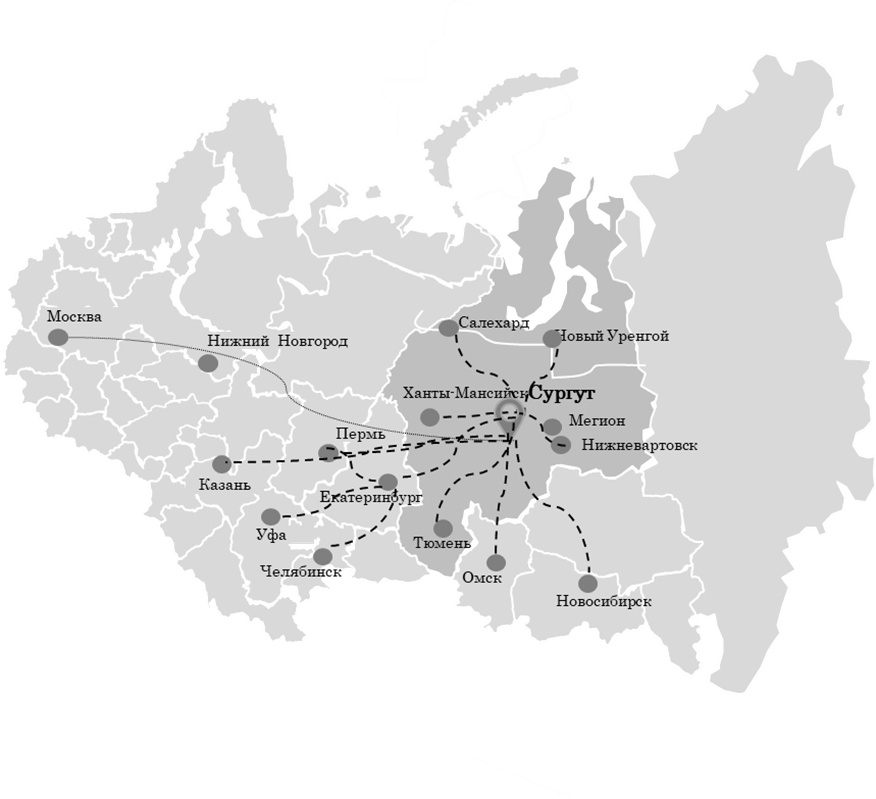 Москва
Салехард
Новый Уренгой
Нижний Новгород
Ханты-Мансийск
Сургут
Мегион
Пермь
Нижневартовск
Казань
Екатеринбург
Уфа
Тюмень
Челябинск
Омск
Новосибирск